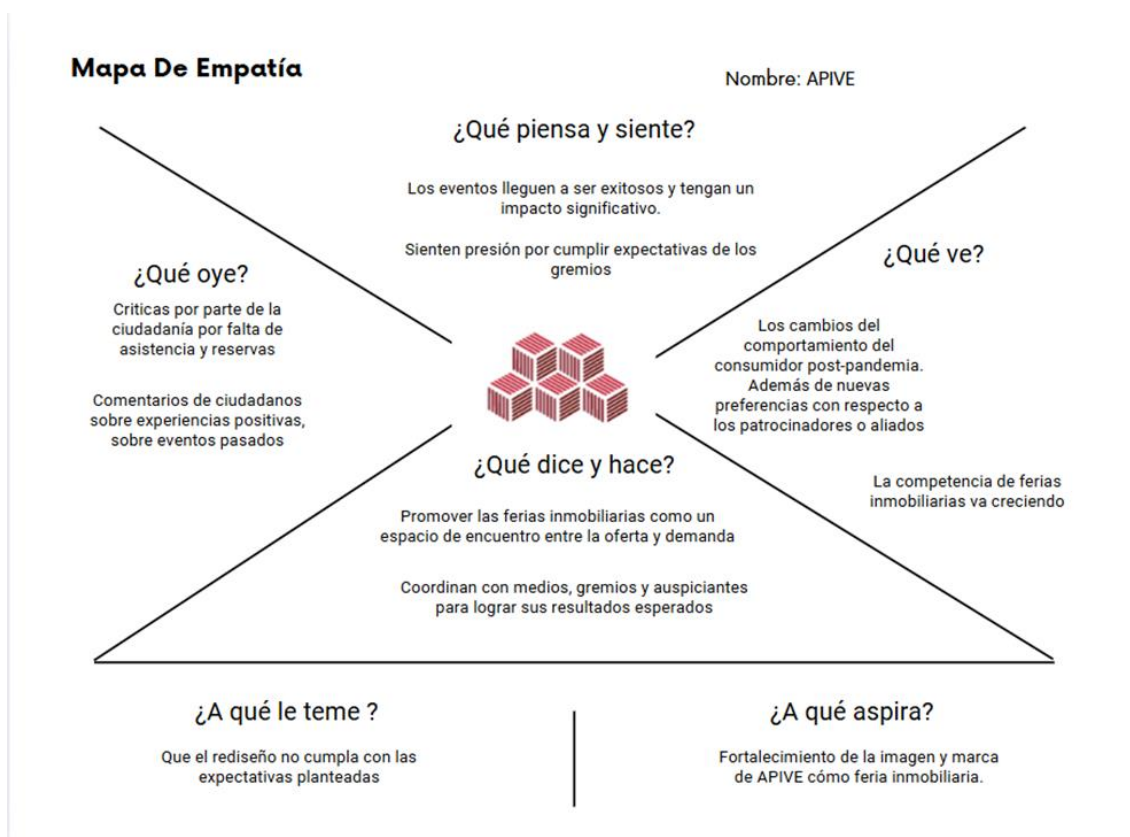 Mapa De Empatía
Nombre: APIVE
¿Qué piensa y siente?
Los eventos lleguen a ser exitosos y tengan un
impacto significativo.
Sienten presión por cumplir expectativas de los
gremios
¿Qué oye?
Criticas por parte de la
ciudadanía por falta de
asistencia y reservas
Comentarios de ciudadanos
sobre experiencias positivas,
sobre eventos pasados
¿Qué ve?
Los cambios del
comportamiento del
consumidor post-pandemia.
Además de nuevas
preferencias con respecto a
los patrocinadores o aliados
La competencia de ferias
inmobiliarias va creciendo
¿Qué dice y hace?
Promover las ferias inmobiliarias como un
espacio de encuentro entre la oferta y demanda
Coordinan con medios, gremios y auspiciantes
para lograr sus resultados esperados
¿A qué le teme ?
Que el rediseño no cumpla con las
expectativas planteadas
¿A qué aspira?
Fortalecimiento de la imagen y marca
de APIVE cómo feria inmobiliaria.